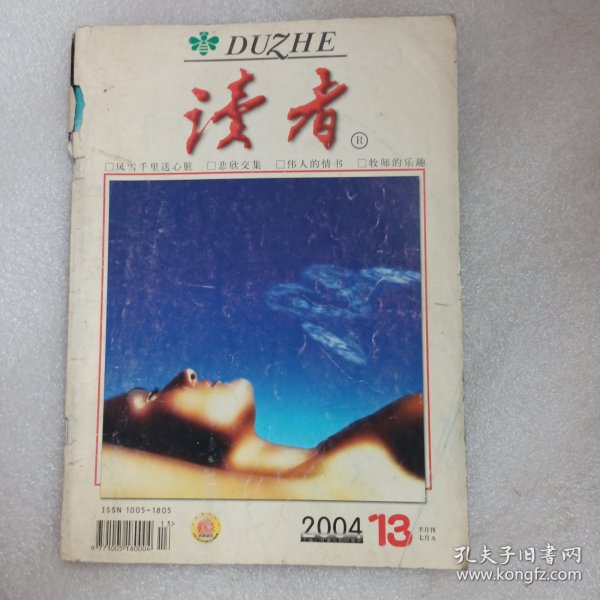 DUZHE
读者®
□风雪千里送心脏 □悲欣交集 □伟人的情书 □牧师的乐趣
ISSN 1005-1805
13>
9771005180004
2004 13 半月刊
七月A
孔夫子旧书网
www.kongfz.com